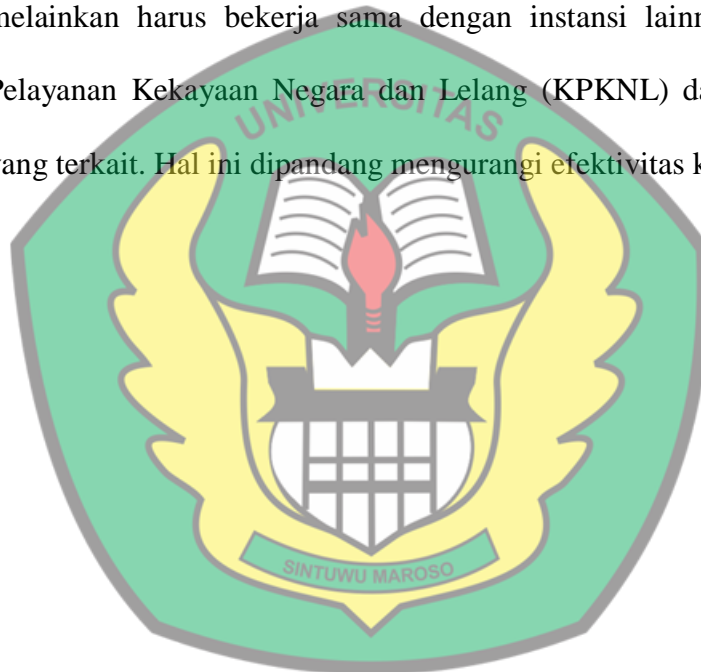 melainkan harus bekerja sama dengan instansi lainn
Pelayanan Kekayaan Negara dan Lelang (KPKNL) da
yang terkait. Hal ini dipandang mengurangi efektivitas k
UNIVERSITAS
SINTUWU MAROSO